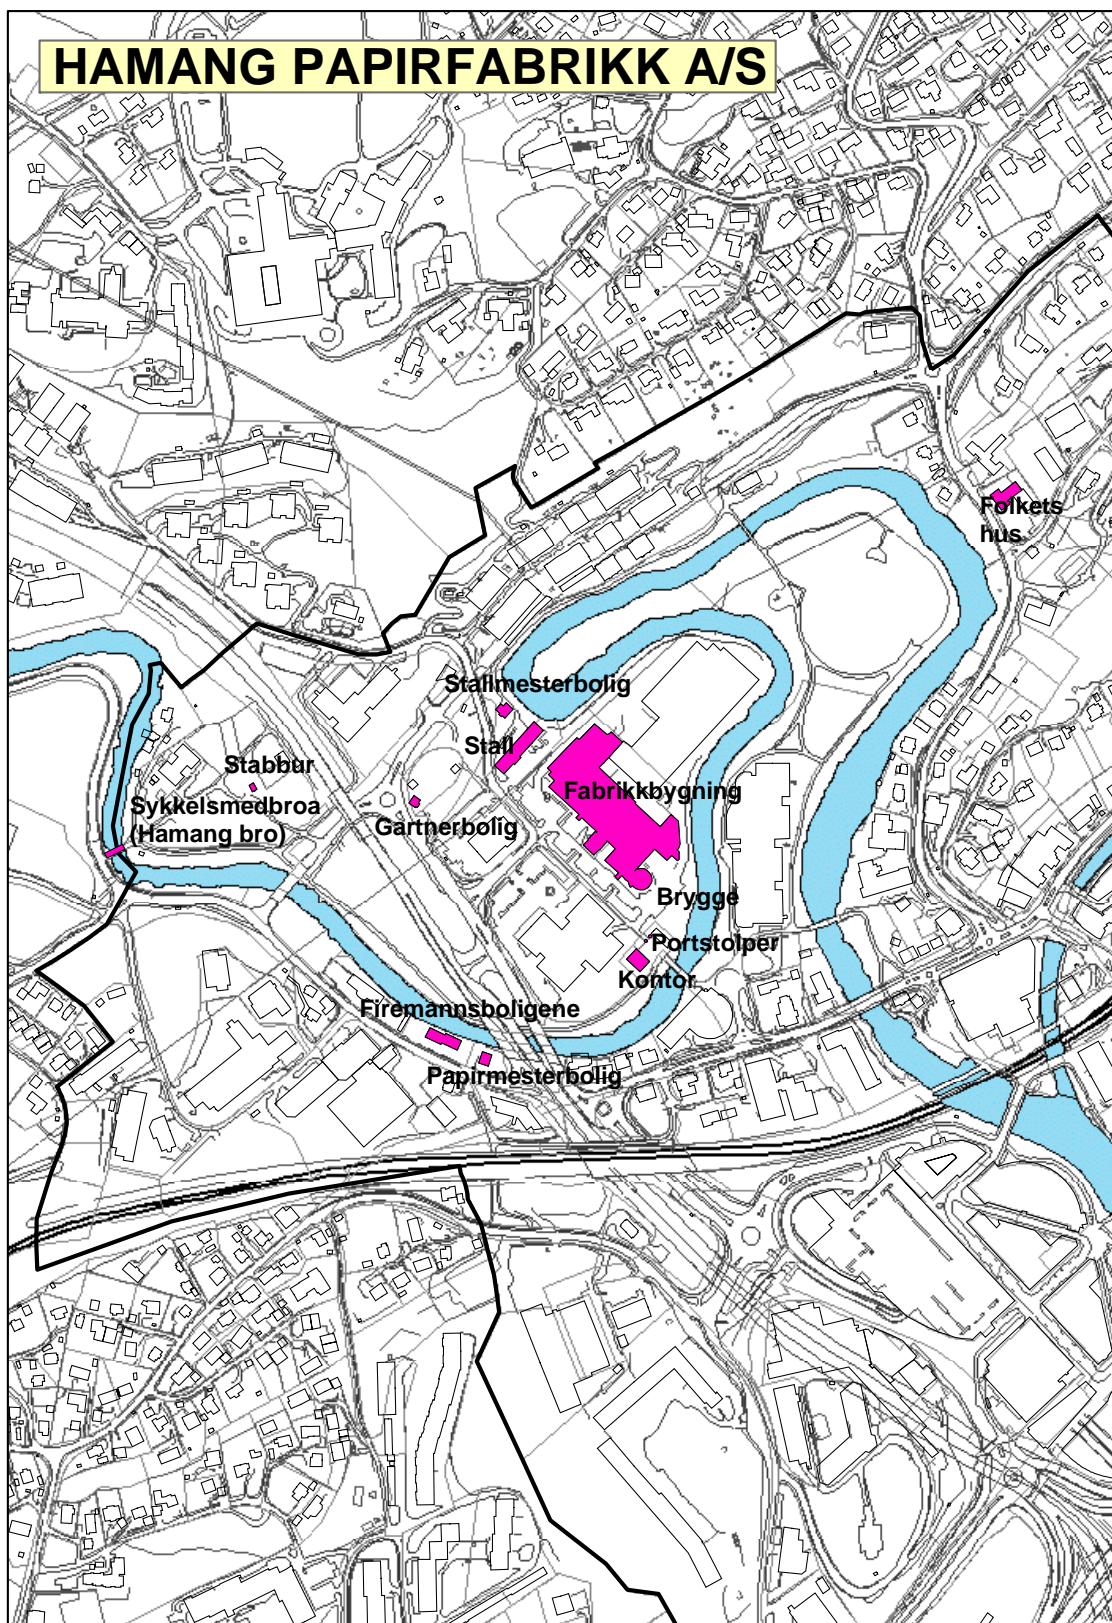 HAMANG PAPIRFABRIKK A/S
Folkets
hus
Stallmesterbolig
Stall
Stabbur
Fabrikkbygning
Sykkelsmedbroa
(Hamang bro)
Gartnerbolig
Brygge
Portstolper
Kontor
Firemannsboligene
Papirmesterbolig